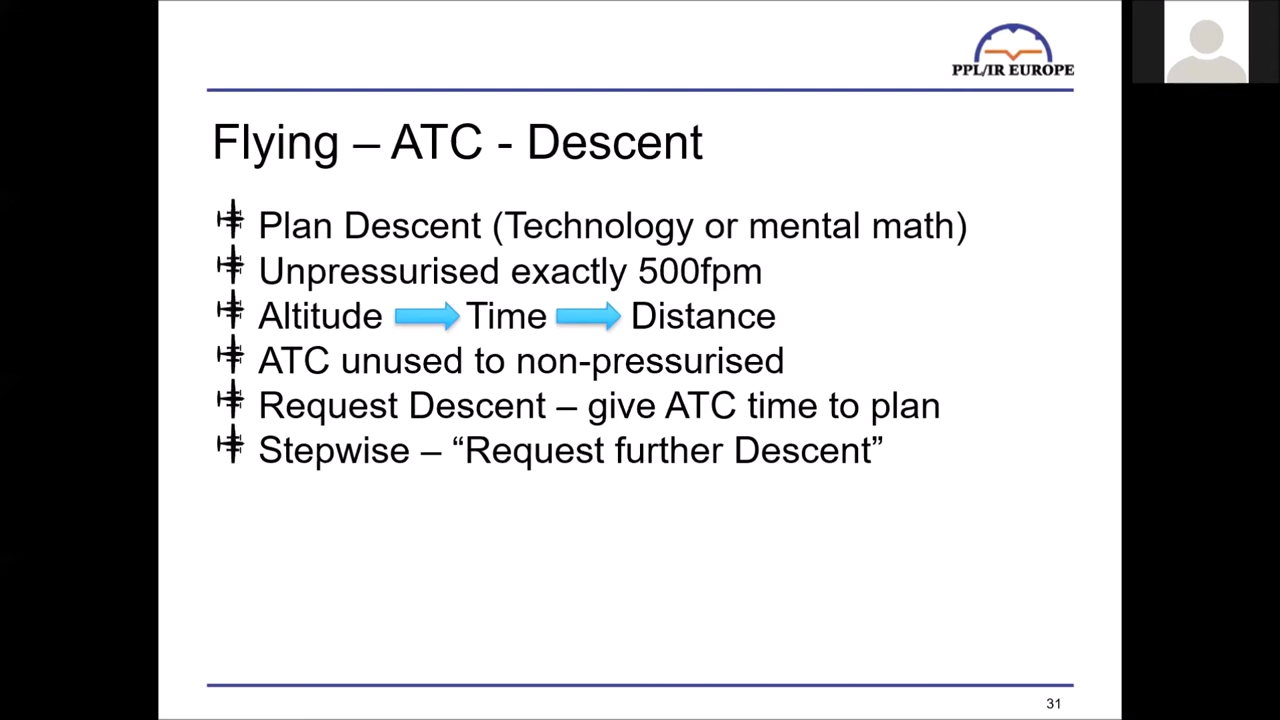 PPL/IR EUROPE
Flying – ATC - Descent
Plan Descent (Technology or mental math)
Unpressurised exactly 500fpm
Altitude Time Distance
ATC unused to non-pressurised
Request Descent – give ATC time to plan
Stepwise – “Request further Descent”
31